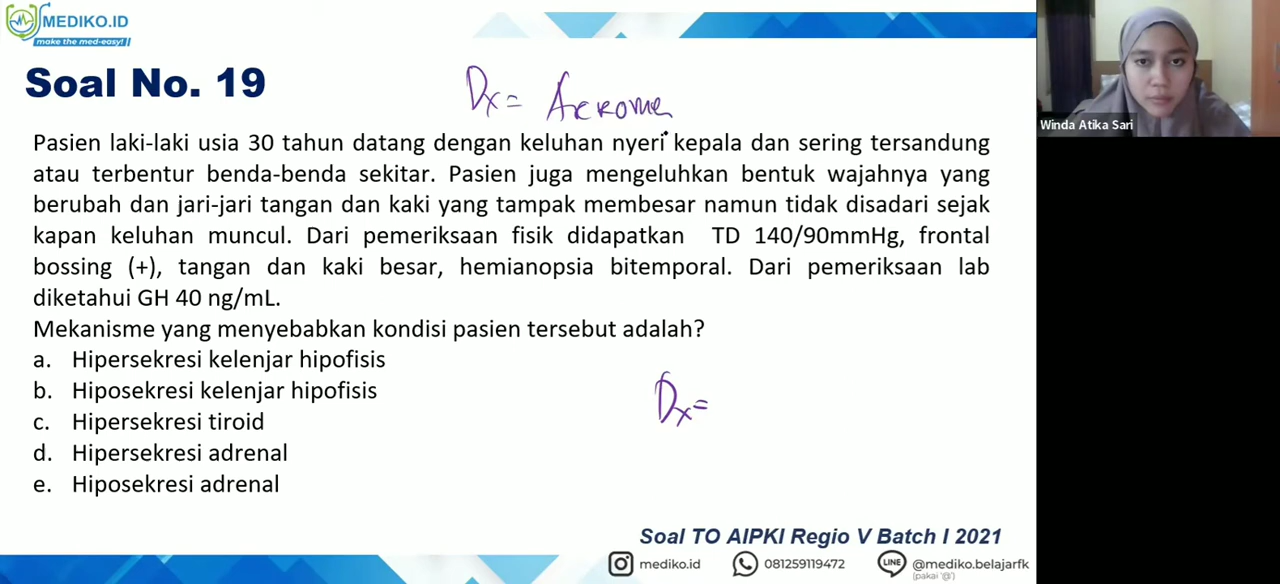 MEDIKO.ID
make the med-easy!
Soal No. 19
Dx = Akrome
Pasien laki-laki usia 30 tahun datang dengan keluhan nyeri kepala dan sering tersandung
atau terbentur benda-benda sekitar. Pasien juga mengeluhkan bentuk wajahnya yang
berubah dan jari-jari tangan dan kaki yang tampak membesar namun tidak disadari sejak
kapan keluhan muncul. Dari pemeriksaan fisik didapatkan TD 140/90mmHg, frontal
bossing (+), tangan dan kaki besar, hemianopsia bitemporal. Dari pemeriksaan lab
diketahui GH 40 ng/mL.
Mekanisme yang menyebabkan kondisi pasien tersebut adalah?
a. Hipersekresi kelenjar hipofisis
b. Hiposekresi kelenjar hipofisis
c. Hipersekresi tiroid
d. Hipersekresi adrenal
e. Hiposekresi adrenal
Dx =
Soal TO AIPKI Regio V Batch I 2021
mediko.id 081259119472 LINE @mediko.belajarfk
(pakai '@')
Winda Atika Sari